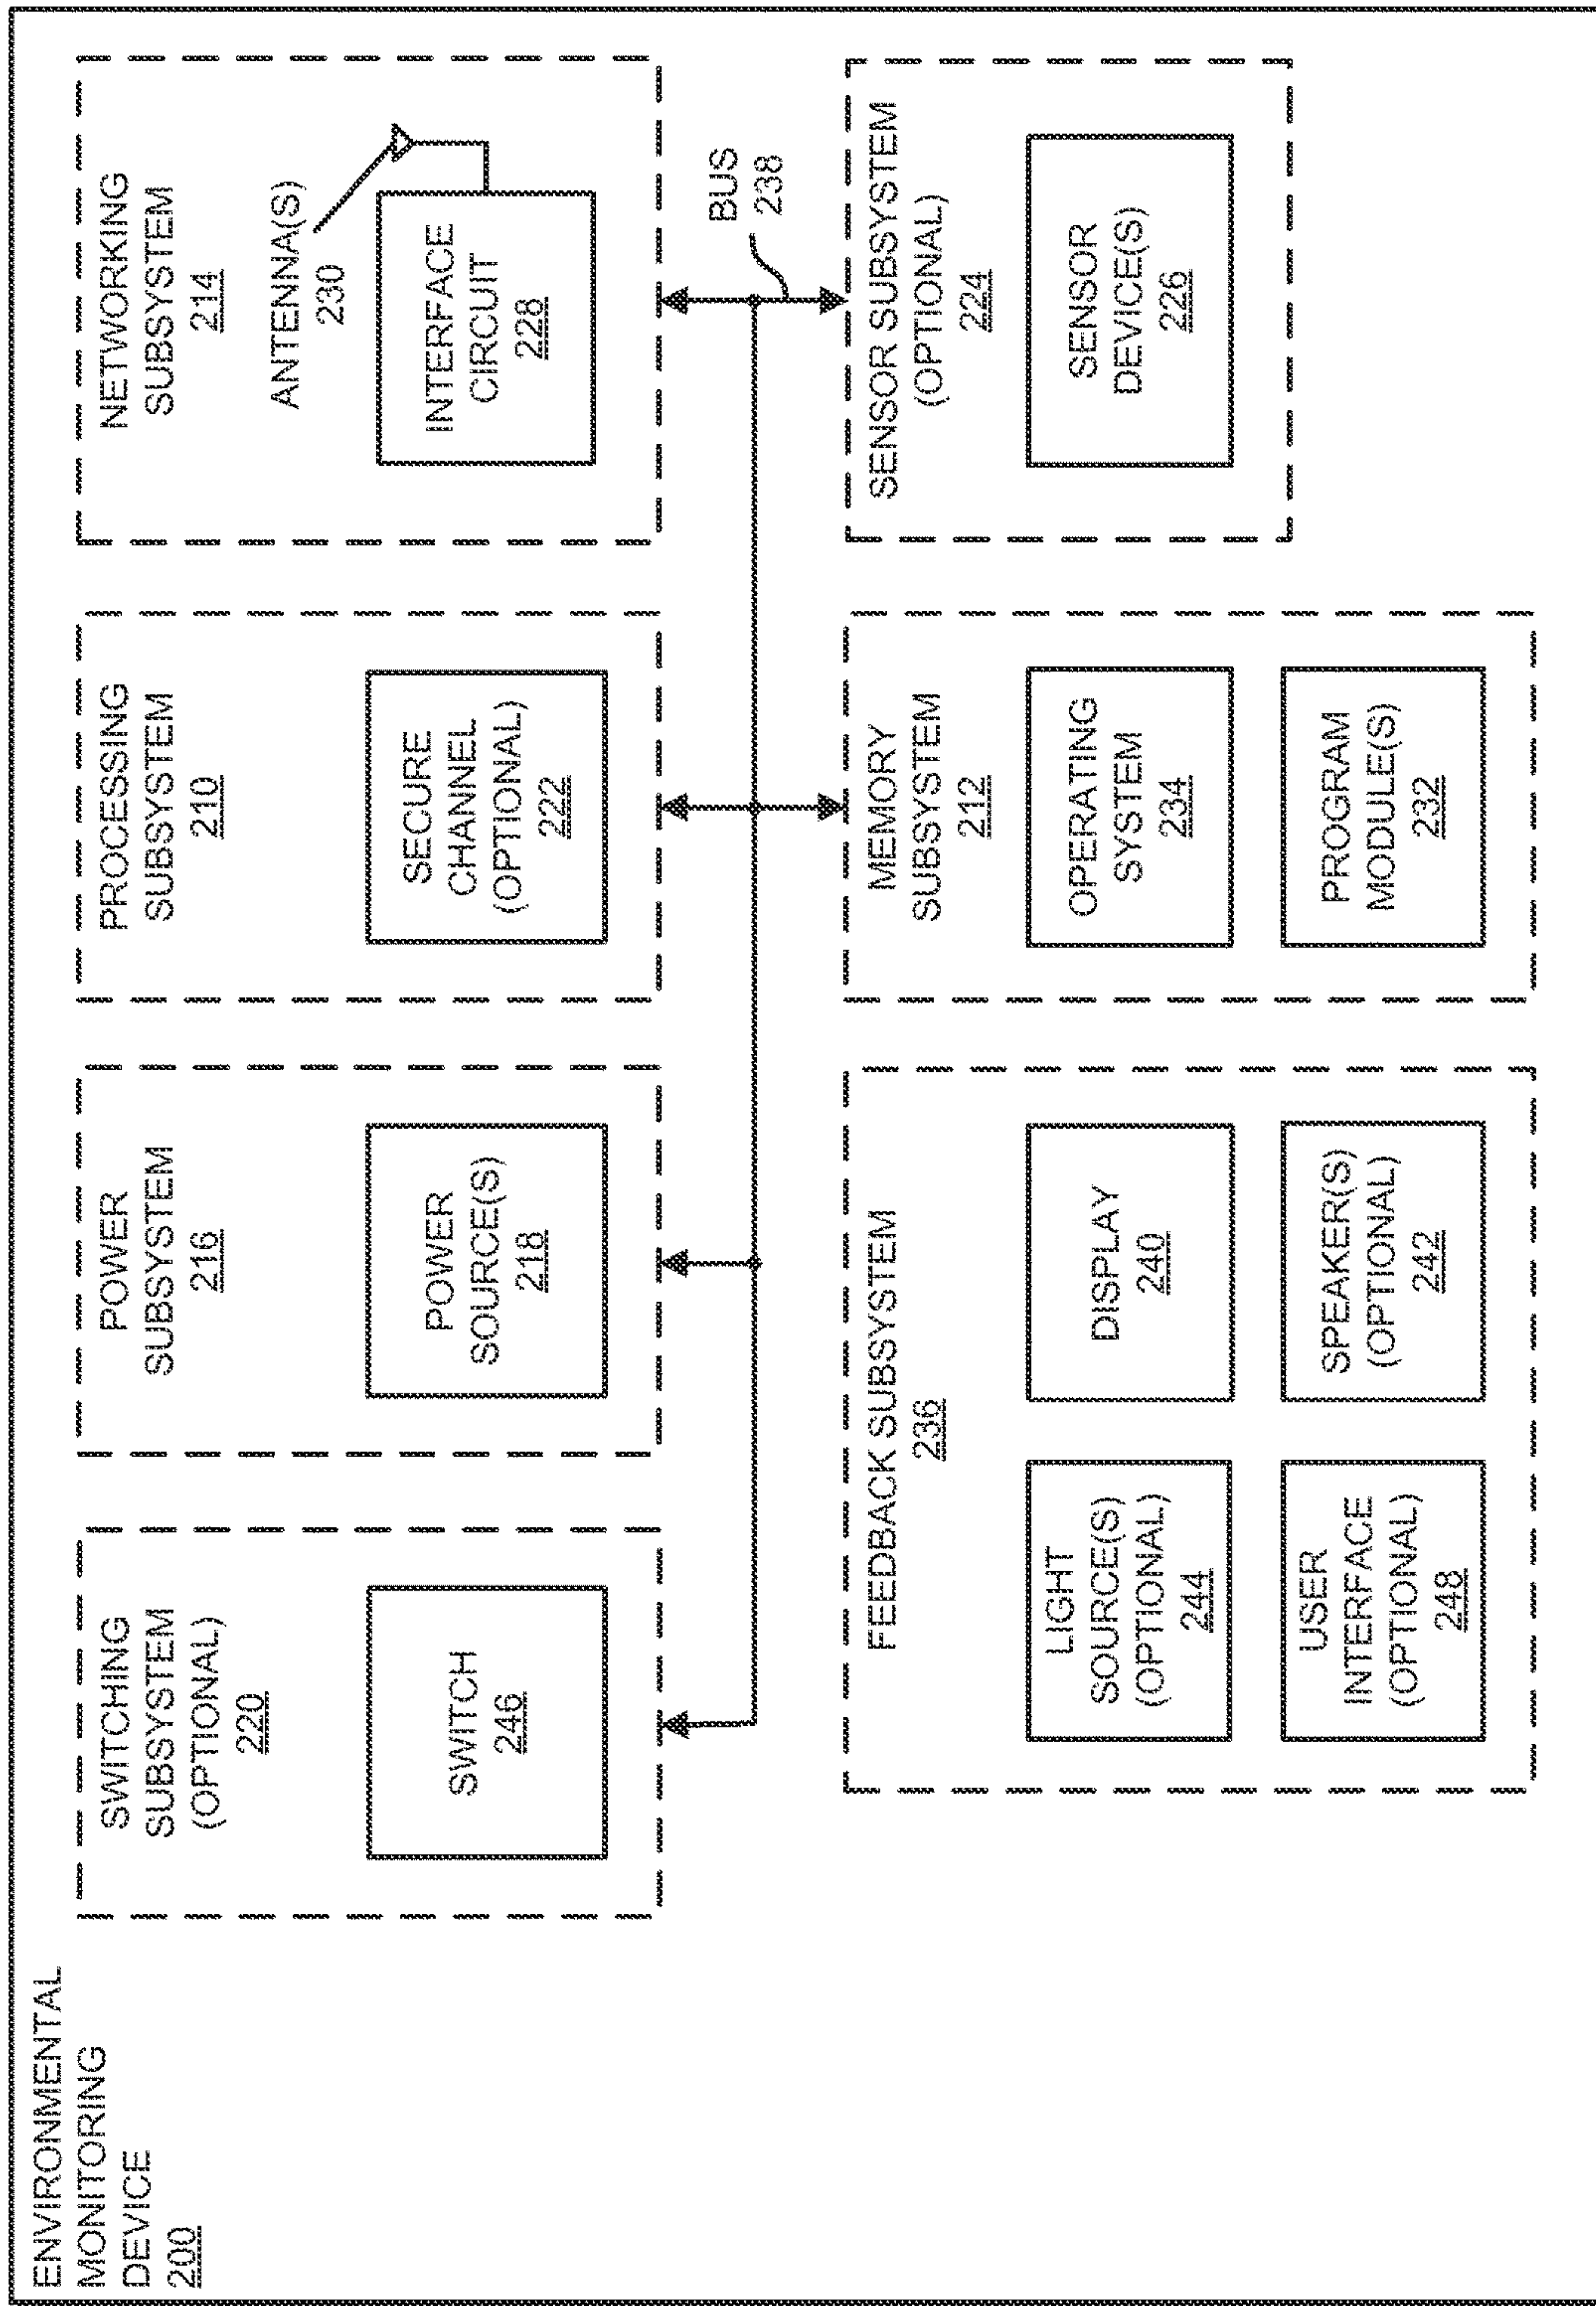 ENVIRONMENTAL
MONITORING
DEVICE
200
SWITCHING
SUBSYSTEM
(OPTIONAL)
220
SWITCH
246
POWER
SUBSYSTEM
216
POWER
SOURCE(S)
218
PROCESSING
SUBSYSTEM
210
SECURE
CHANNEL
(OPTIONAL)
222
NETWORKING
SUBSYSTEM
214
ANTENNA(S)
230
INTERFACE
CIRCUIT
228
BUS
238
FEEDBACK SUBSYSTEM
236
LIGHT
SOURCE(S)
(OPTIONAL)
244
DISPLAY
240
USER
INTERFACE
(OPTIONAL)
248
SPEAKER(S)
(OPTIONAL)
242
MEMORY
SUBSYSTEM
212
OPERATING
SYSTEM
234
PROGRAM
MODULE(S)
232
SENSOR SUBSYSTEM
(OPTIONAL)
224
SENSOR
DEVICE(S)
226